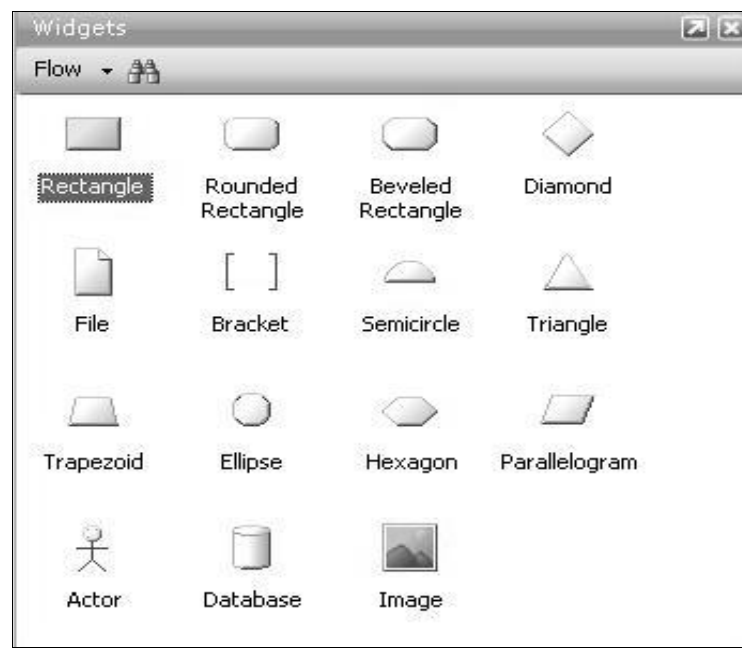 Widgets
Flow
Rectangle
Rounded
Rectangle
Beveled
Rectangle
Diamond
File
Bracket
Semicircle
Triangle
Trapezoid
Ellipse
Hexagon
Parallelogram
Actor
Database
Image